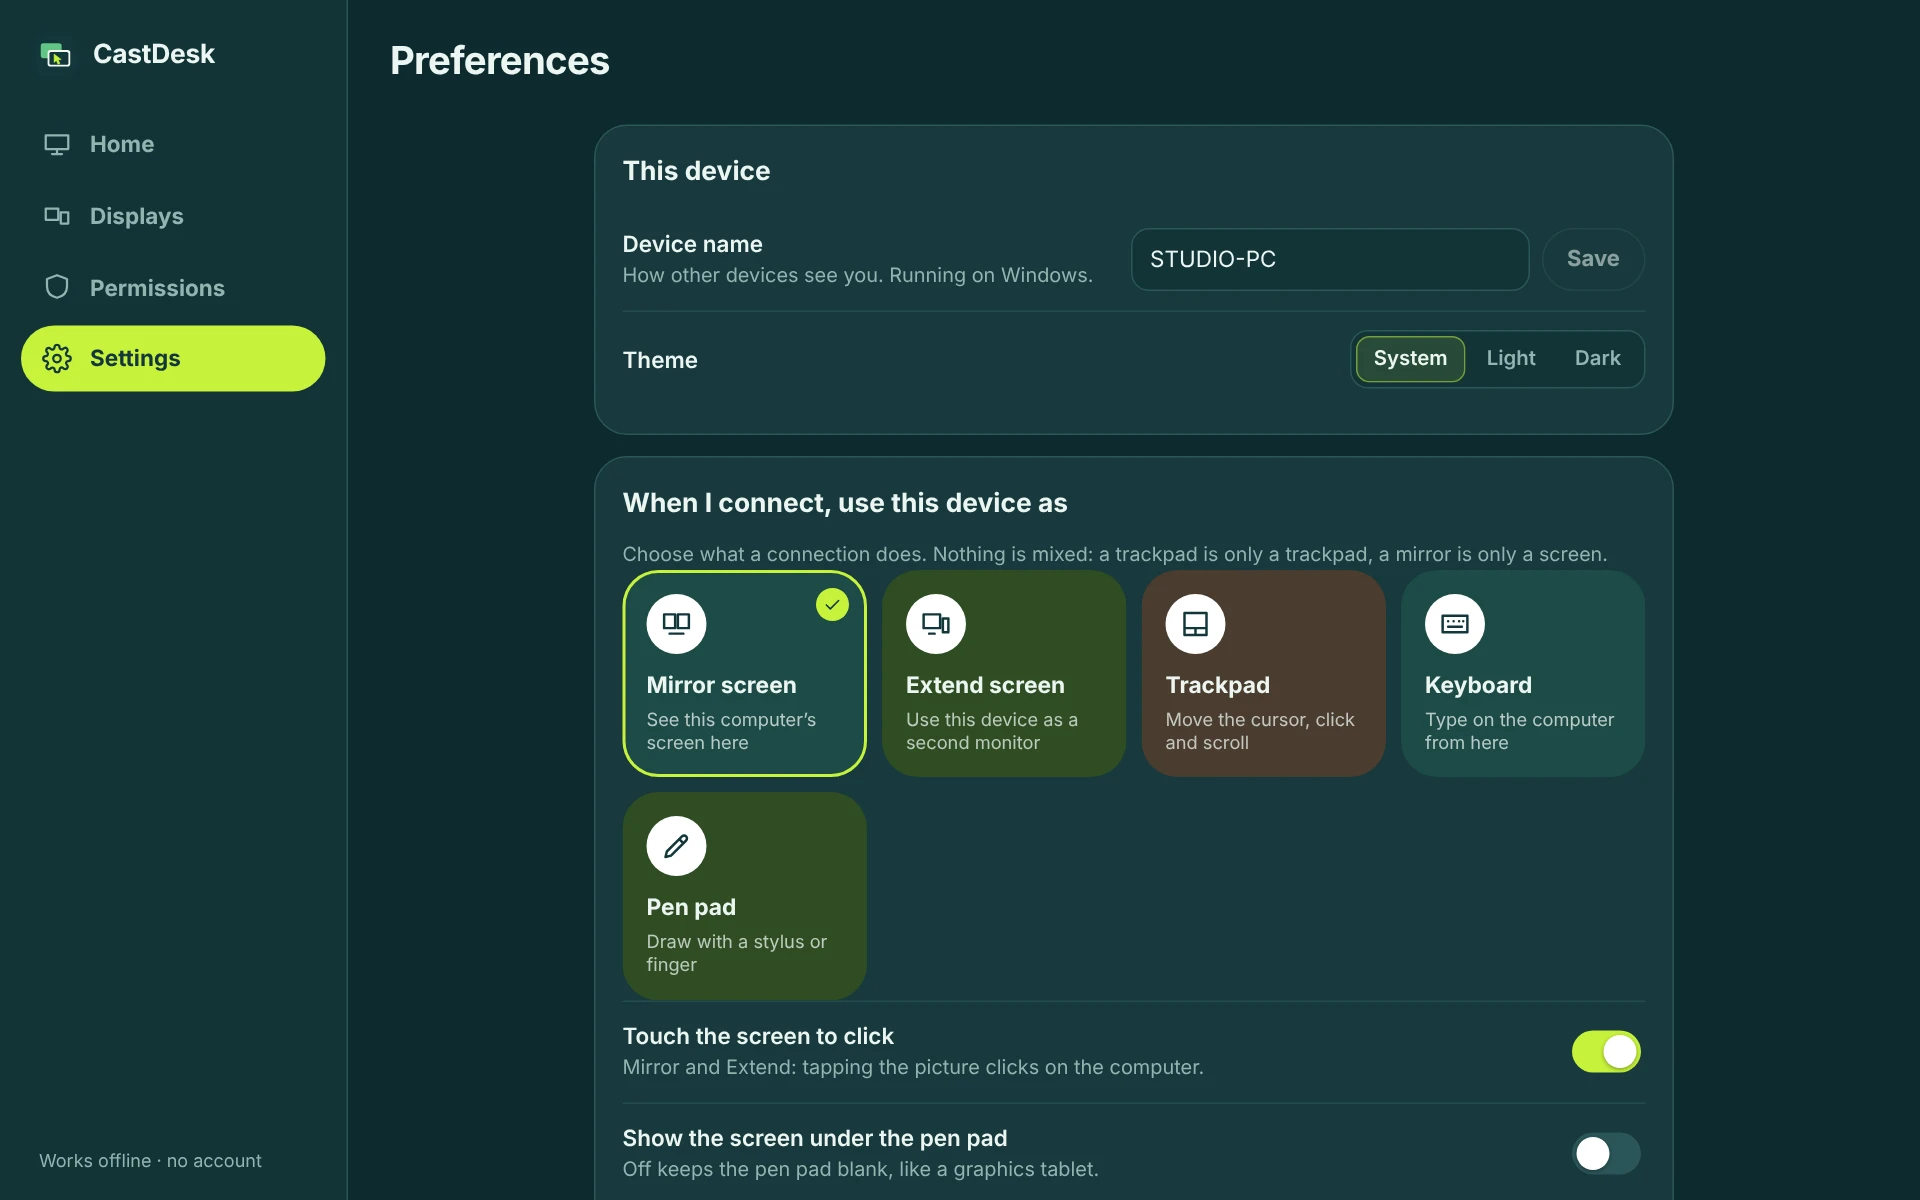 CastDesk
Home
Displays
Permissions
Settings
Works offline · no account
Preferences
This device
Device name
How other devices see you. Running on Windows.
STUDIO-PC
Save
Theme
System
Light
Dark
When I connect, use this device as
Choose what a connection does. Nothing is mixed: a trackpad is only a trackpad, a mirror is only a screen.
Mirror screen
See this computer’s
screen here
Extend screen
Use this device as a
second monitor
Trackpad
Move the cursor, click
and scroll
Keyboard
Type on the computer
from here
Pen pad
Draw with a stylus or
finger
Touch the screen to click
Mirror and Extend: tapping the picture clicks on the computer.
Show the screen under the pen pad
Off keeps the pen pad blank, like a graphics tablet.